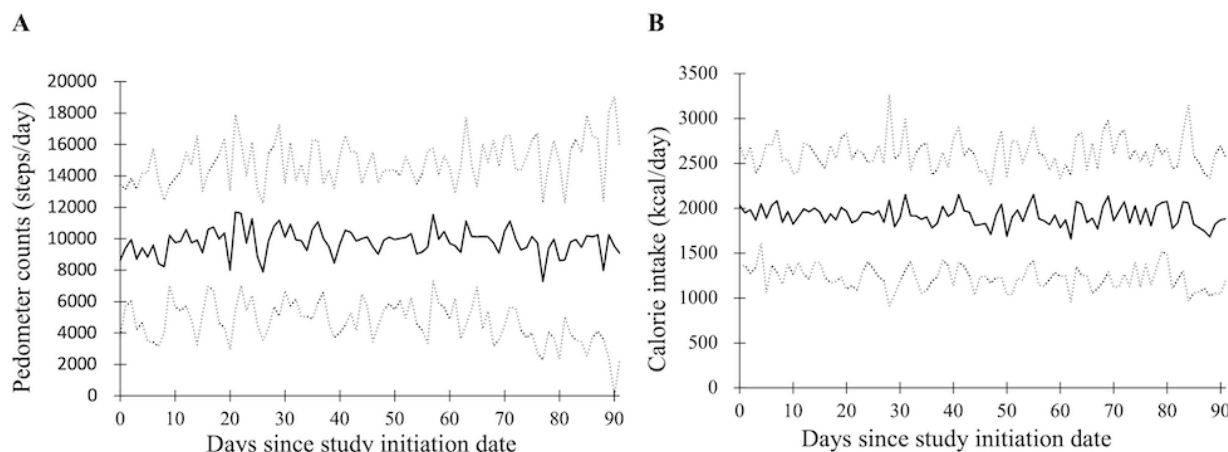 A
Pedometer counts (steps/day)
20000
18000
16000
14000
12000
10000
8000
6000
4000
2000
0
0 10 20 30 40 50 60 70 80 90
Days since study initiation date
B
Calorie intake (kcal/day)
3500
3000
2500
2000
1500
1000
500
0
0 10 20 30 40 50 60 70 80 90
Days since study initiation date